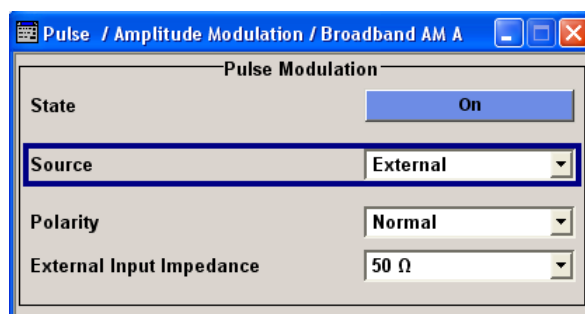 Pulse / Amplitude Modulation / Broadband AM A
Pulse Modulation
State On
Source External
Polarity Normal
External Input Impedance 50 Ω